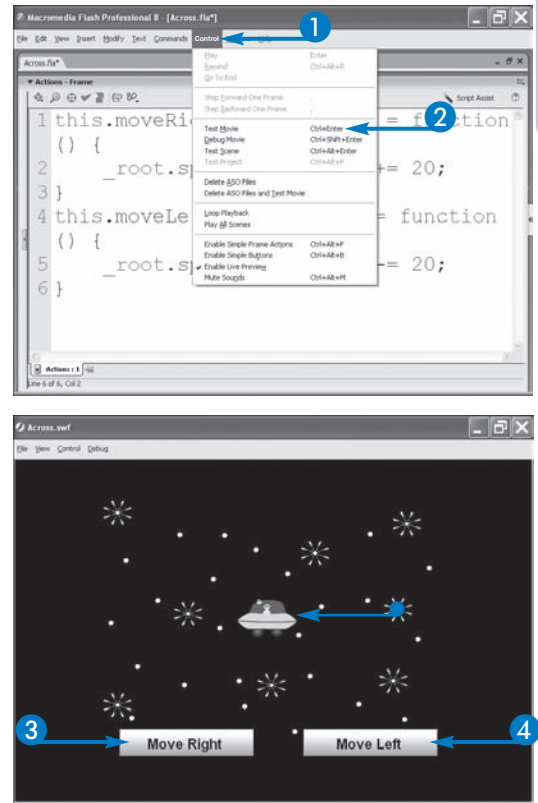 Macromedia Flash Professional 8 - [Across.fla*]
File Edit View Insert Modify Text Commands Control Help
1
Across.fla*
Actions - Frame
Script Assist
Play Enter
Rewind Ctrl+Alt+R
Go To End
Step Forward One Frame .
Step Backward One Frame ,
2
Test Movie Ctrl+Enter
Debug Movie Ctrl+Shift+Enter
Test Scene Ctrl+Alt+Enter
Test Project Ctrl+Alt+P
Delete ASO Files
Delete ASO Files and Test Movie
Loop Playback
Play All Scenes
Enable Simple Frame Actions Ctrl+Alt+F
Enable Simple Buttons Ctrl+Alt+B
Enable Live Preview
Mute Sounds Ctrl+Alt+M
1 this.moveRi = function
() {
2 _root.sp += 20;
3 }
4 this.moveLe = function
() {
5 _root.sp -= 20;
6 }
Actions : 1
Line 6 of 6, Col 2
Across.swf
File View Control Debug
3 Move Right
Move Left 4